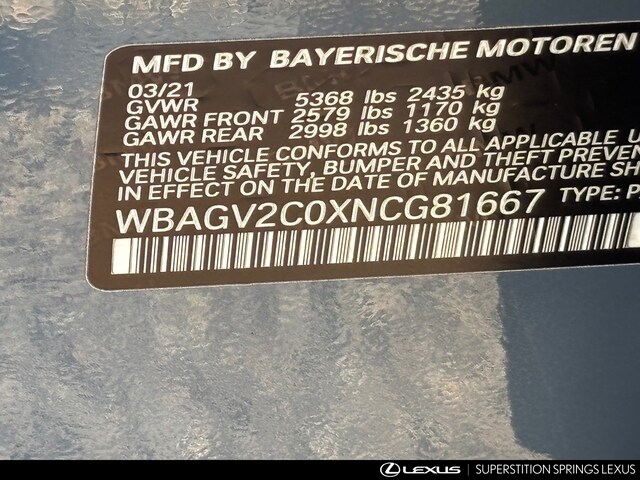 MFD BY BAYERISCHE MOTOREN
03/21
GVWR 5368 lbs 2435 kg
GAWR FRONT 2579 lbs 1170 kg
GAWR REAR 2998 lbs 1360 kg
THIS VEHICLE CONFORMS TO ALL APPLICABLE
VEHICLE SAFETY, BUMPER AND THEFT PREVEN
IN EFFECT ON THE DATE OF MANUFACTURE SH
WBAGV2C0XNCG81667 TYPE: P
LEXUS SUPERSTITION SPRINGS LEXUS